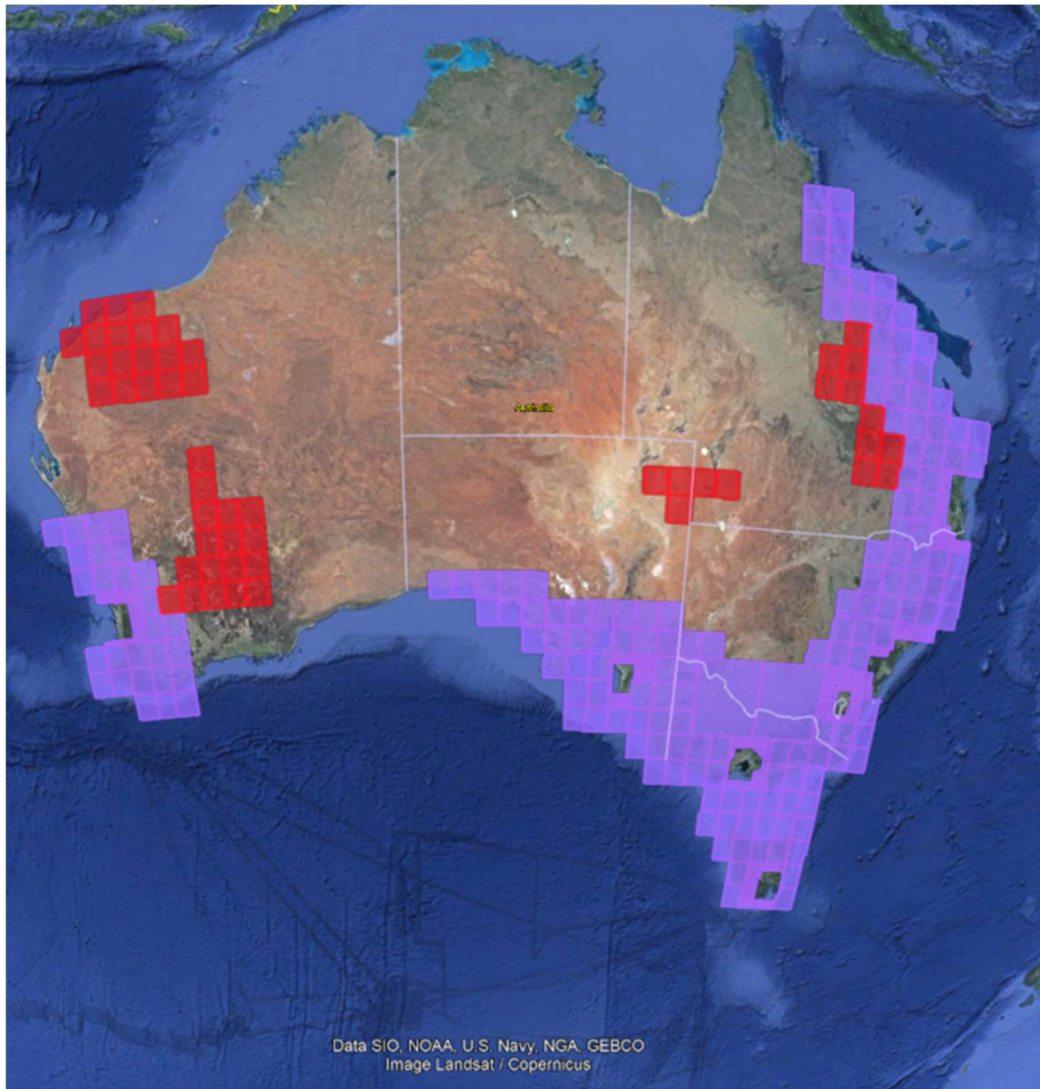 Australia
Data SIO, NOAA, U.S. Navy, NGA, GEBCO
Image Landsat / Copernicus